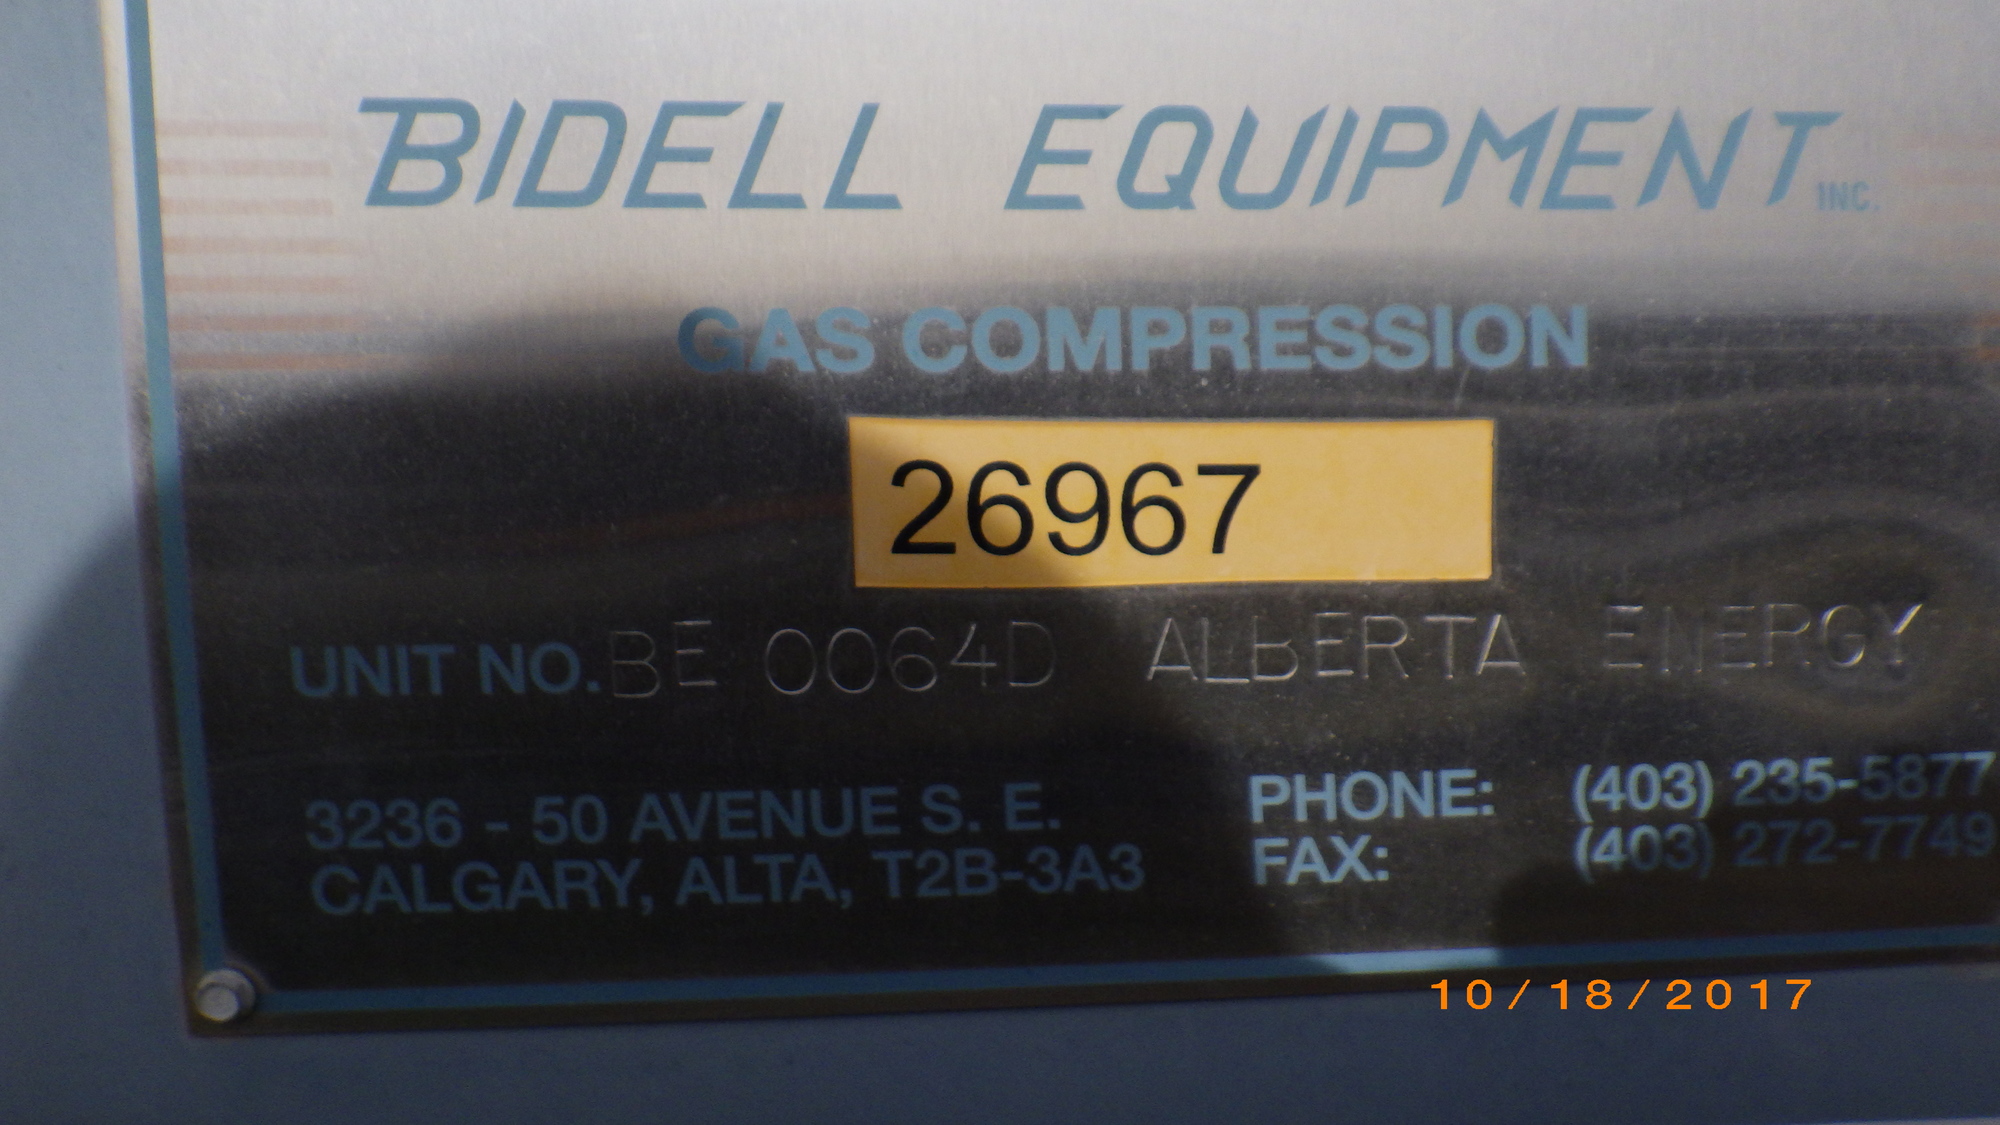 BIDELL EQUIPMENT INC.
GAS COMPRESSION
26967
UNIT NO. BE 0064D ALBERTA ENERGY
3236 - 50 AVENUE S. E.
CALGARY, ALTA, T2B-3A3
PHONE: (403) 235-5877
FAX: (403) 272-7749
10/18/2017